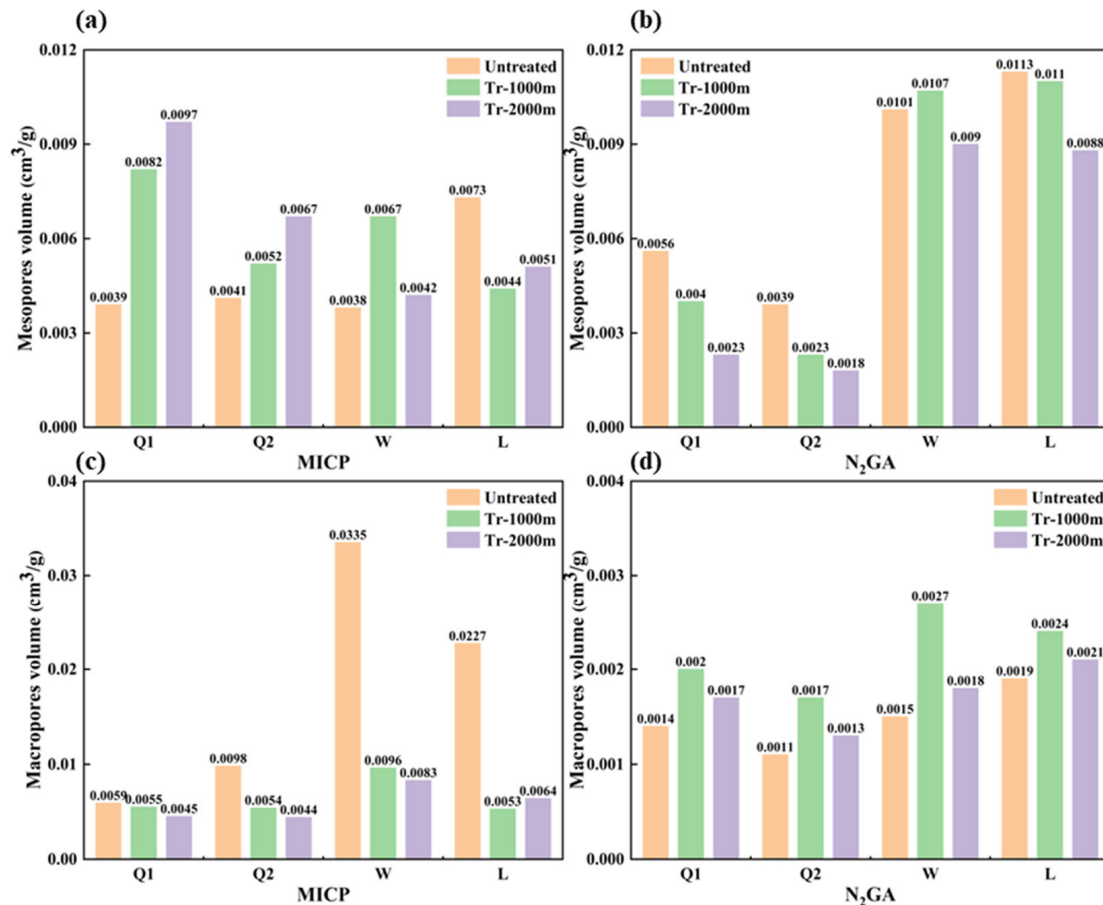 (a)
Mesopores volume (cm³/g)
0.012
0.009
0.006
0.003
0.000
Untreated
Tr-1000m
Tr-2000m
0.0039
0.0082
0.0097
0.0041
0.0052
0.0067
0.0038
0.0067
0.0042
0.0073
0.0044
0.0051
Q1 Q2 W L
MICP
(b)
Mesopores volume (cm³/g)
0.012
0.009
0.006
0.003
0.000
Untreated
Tr-1000m
Tr-2000m
0.0056
0.004
0.0023
0.0039
0.0023
0.0018
0.0101
0.0107
0.009
0.0113
0.011
0.0088
Q1 Q2 W L
N₂GA
(c)
Macropores volume (cm³/g)
0.04
0.03
0.02
0.01
0.00
Untreated
Tr-1000m
Tr-2000m
0.0059
0.0055
0.0045
0.0098
0.0054
0.0044
0.0335
0.0096
0.0083
0.0227
0.0053
0.0064
Q1 Q2 W L
MICP
(d)
Macropores volume (cm³/g)
0.004
0.003
0.002
0.001
0.000
Untreated
Tr-1000m
Tr-2000m
0.0014
0.002
0.0017
0.0011
0.0017
0.0013
0.0015
0.0027
0.0018
0.0019
0.0024
0.0021
Q1 Q2 W L
N₂GA